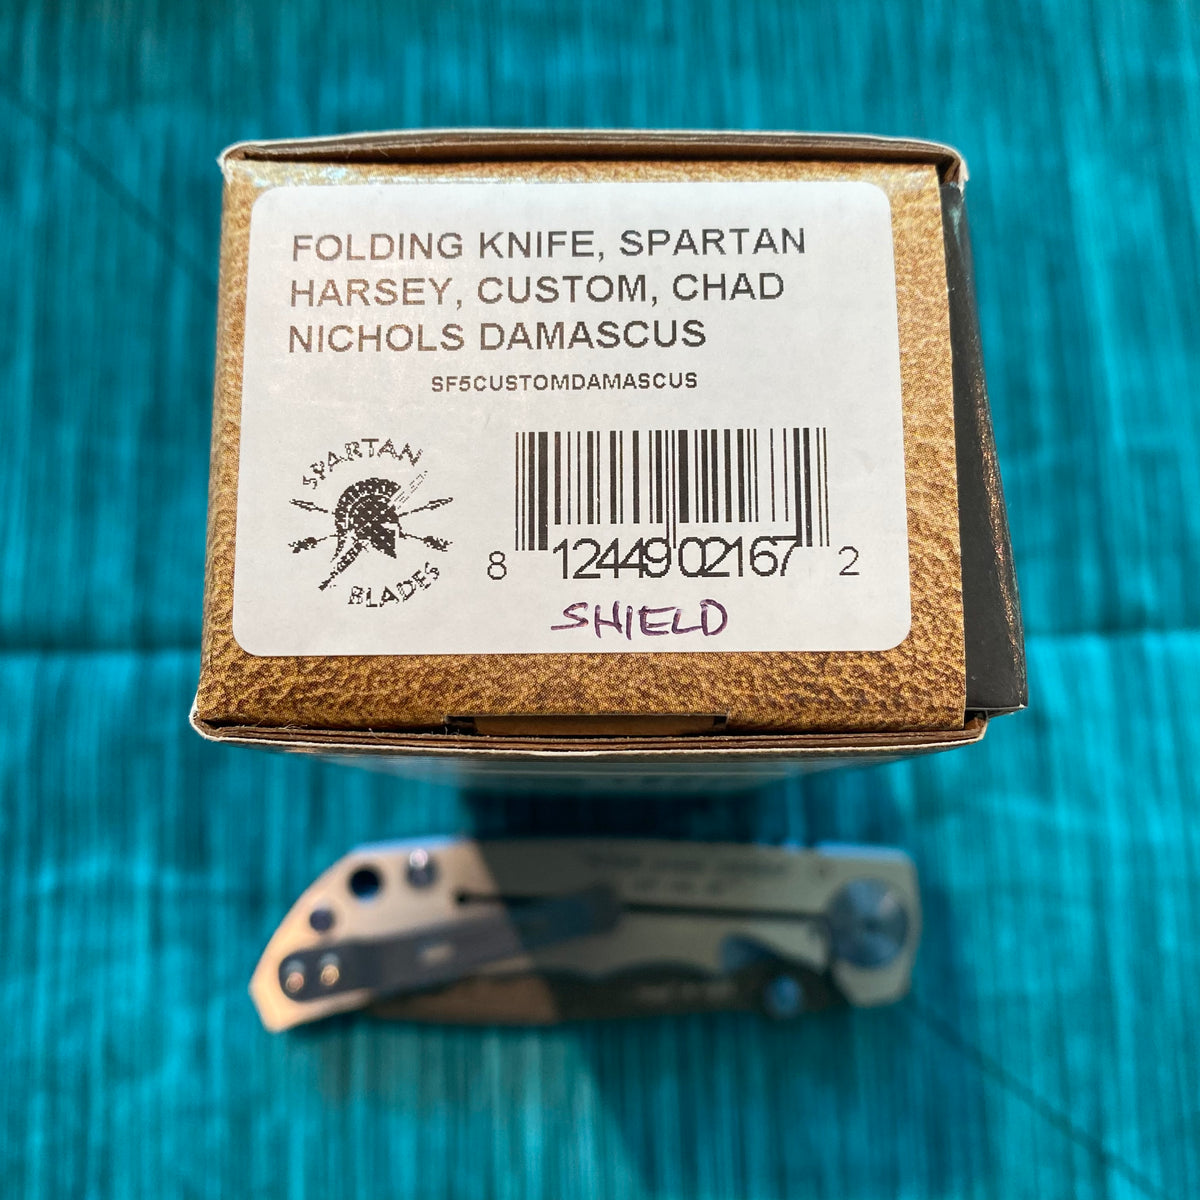 FOLDING KNIFE, SPARTAN
HARSEY, CUSTOM, CHAD
NICHOLS DAMASCUS
SF5CUSTOMDAMASCUS
SPARTAN
BLADES
8 12449 02167 2
SHIELD